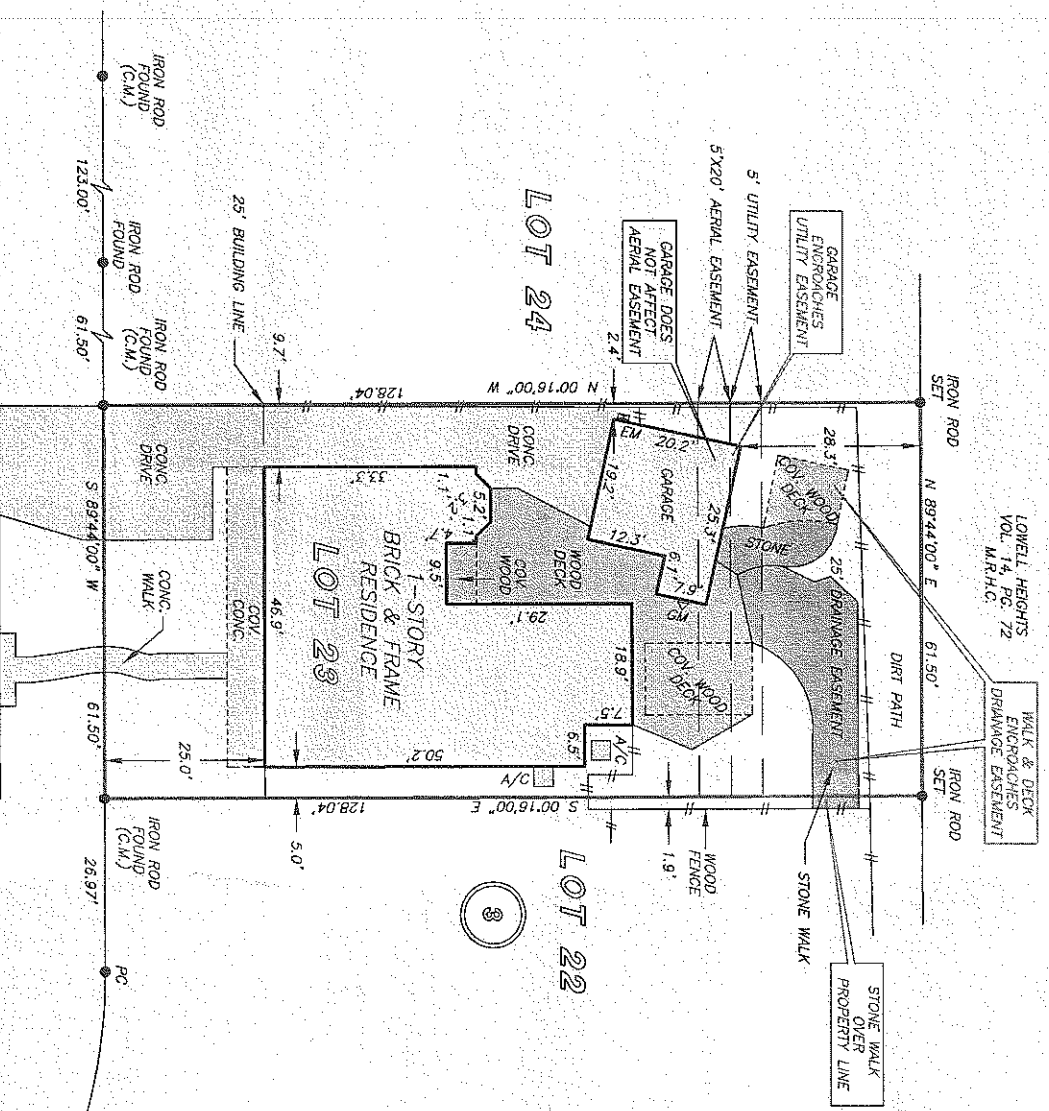 LOWELL HEIGHTS
VOL. 14, PG. 72
M.R.H.C.
WALK & DECK
ENCROACHES
DRAINAGE EASEMENT
IRON ROD
SET
N 89°44'00" E
61.50'
IRON ROD
SET
DIRT PATH
GARAGE
ENCROACHES
UTILITY EASEMENT
5' UTILITY EASEMENT
5'X20' AERIAL EASEMENT
GARAGE DOES
NOT AFFECT
AERIAL EASEMENT
28.3'
COV. WOOD
DECK
STONE
25' DRAINAGE EASEMENT
STONE WALK
OVER
PROPERTY LINE
STONE WALK
WOOD
FENCE
1.9'
LOT 24
2.4'
EM
20.2'
GARAGE
19.2'
25.3'
12.3'
6.1'
7.9'
GM
COV. WOOD
DECK
WOOD
DECK
COV.
WOOD
LOT 22
3
N 00°16'00" W
128.04'
CONC.
DRIVE
9.7'
25' BUILDING LINE
33.3'
1.1'
5.2'
1.1'
4.7'
9.5'
29.1'
18.9'
7.5'
6.5'
A/C
A/C
1-STORY
BRICK & FRAME
RESIDENCE
LOT 23
50.2'
46.9'
S 00°16'00" E
128.04'
5.0'
COV.
CONC.
25.0'
CONC.
WALK
CONC.
DRIVE
IRON ROD
FOUND
(C.M.)
123.00'
IRON ROD
FOUND
61.50'
IRON ROD
FOUND
(C.M.)
S 89°44'00" W
61.50'
IRON ROD
FOUND
(C.M.)
26.97'
PC